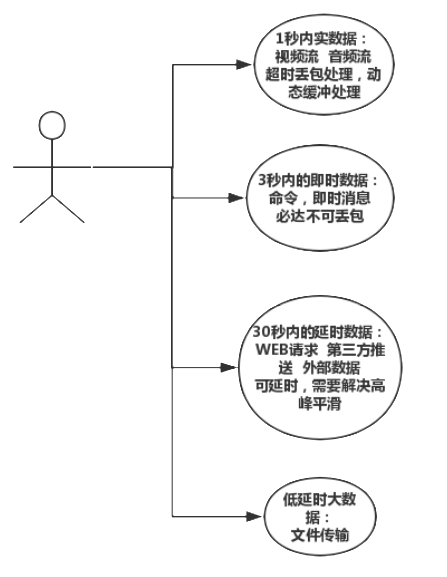 1秒内实数据：
视频流 音频流
超时丢包处理，动
态缓冲处理
3秒内的即时数据：
命令，即时消息
必达不可丢包
30秒内的延时数据：
WEB请求 第三方推
送 外部数据
可延时，需要解决高
峰平滑
低延时大数
据：
文件传输